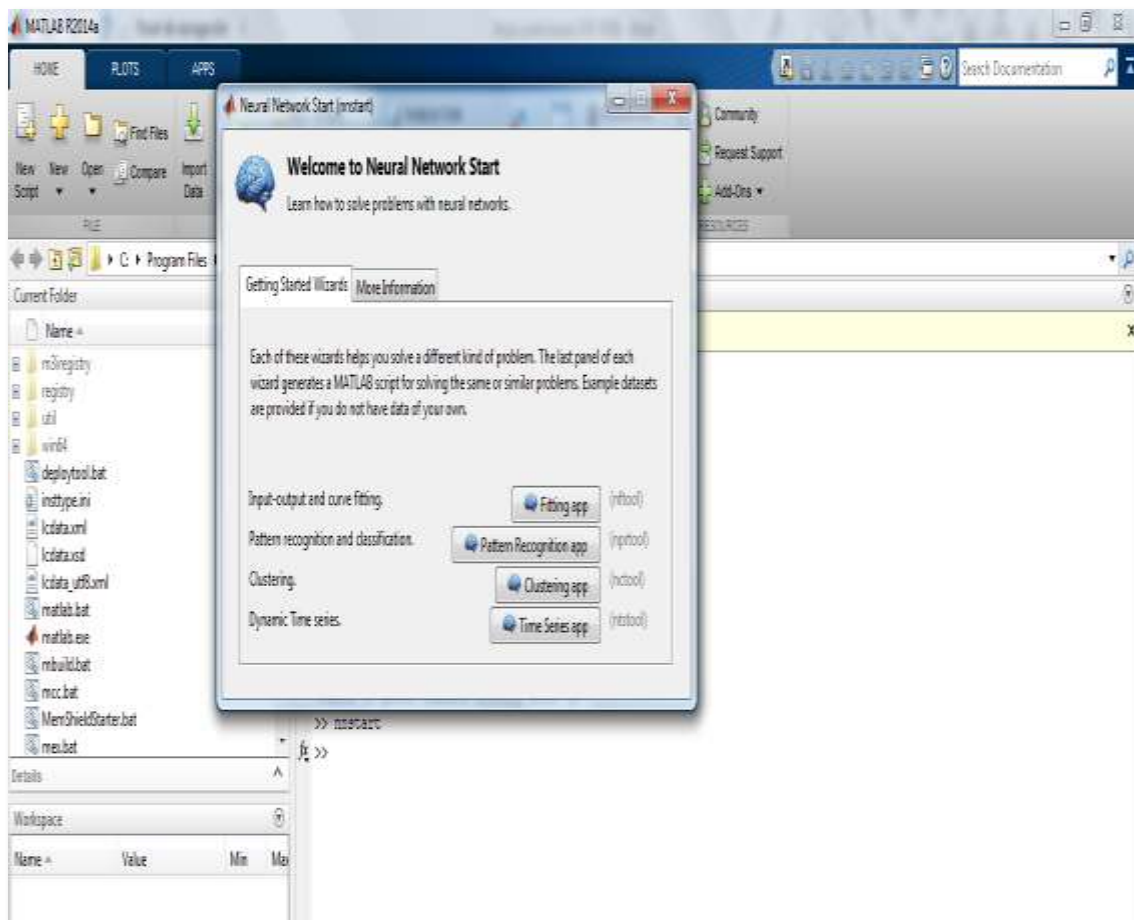 MATLAB R2014a
HOME PLOTS APPS
Search Documentation
New Script
New
Open
Find Files
Compare
Import Data
FILE
Community
Request Support
Add-Ons
RESOURCES
C: Program Files
Current Folder
Name
m3iregistry
registry
util
win64
deploytool.bat
insttype.ini
lcdata.xml
lcdata.xsd
lcdata_utf8.xml
matlab.bat
matlab.exe
mbuild.bat
mcc.bat
MemShieldStarter.bat
mex.bat
Details
Workspace
Name Value Min Max
Neural Network Start (nnstart)
Welcome to Neural Network Start
Learn how to solve problems with neural networks.
Getting Started Wizards More Information
Each of these wizards helps you solve a different kind of problem. The last panel of each
wizard generates a MATLAB script for solving the same or similar problems. Example datasets
are provided if you do not have data of your own.
Input-output and curve fitting. Fitting app (nftool)
Pattern recognition and classification. Pattern Recognition app (nprtool)
Clustering. Clustering app (nctool)
Dynamic Time series. Time Series app (ntstool)
>> nnstart
fx >>